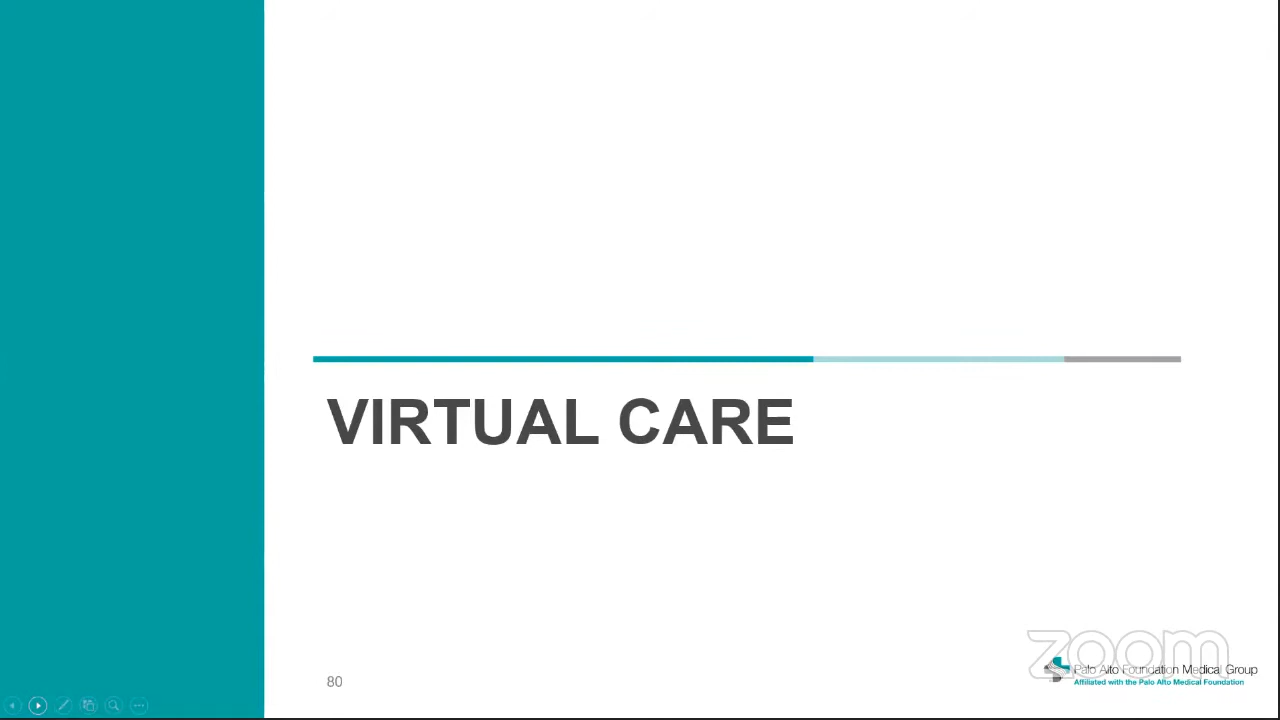 VIRTUAL CARE
80
zoom
Palo Alto Foundation Medical Group
Affiliated with the Palo Alto Medical Foundation